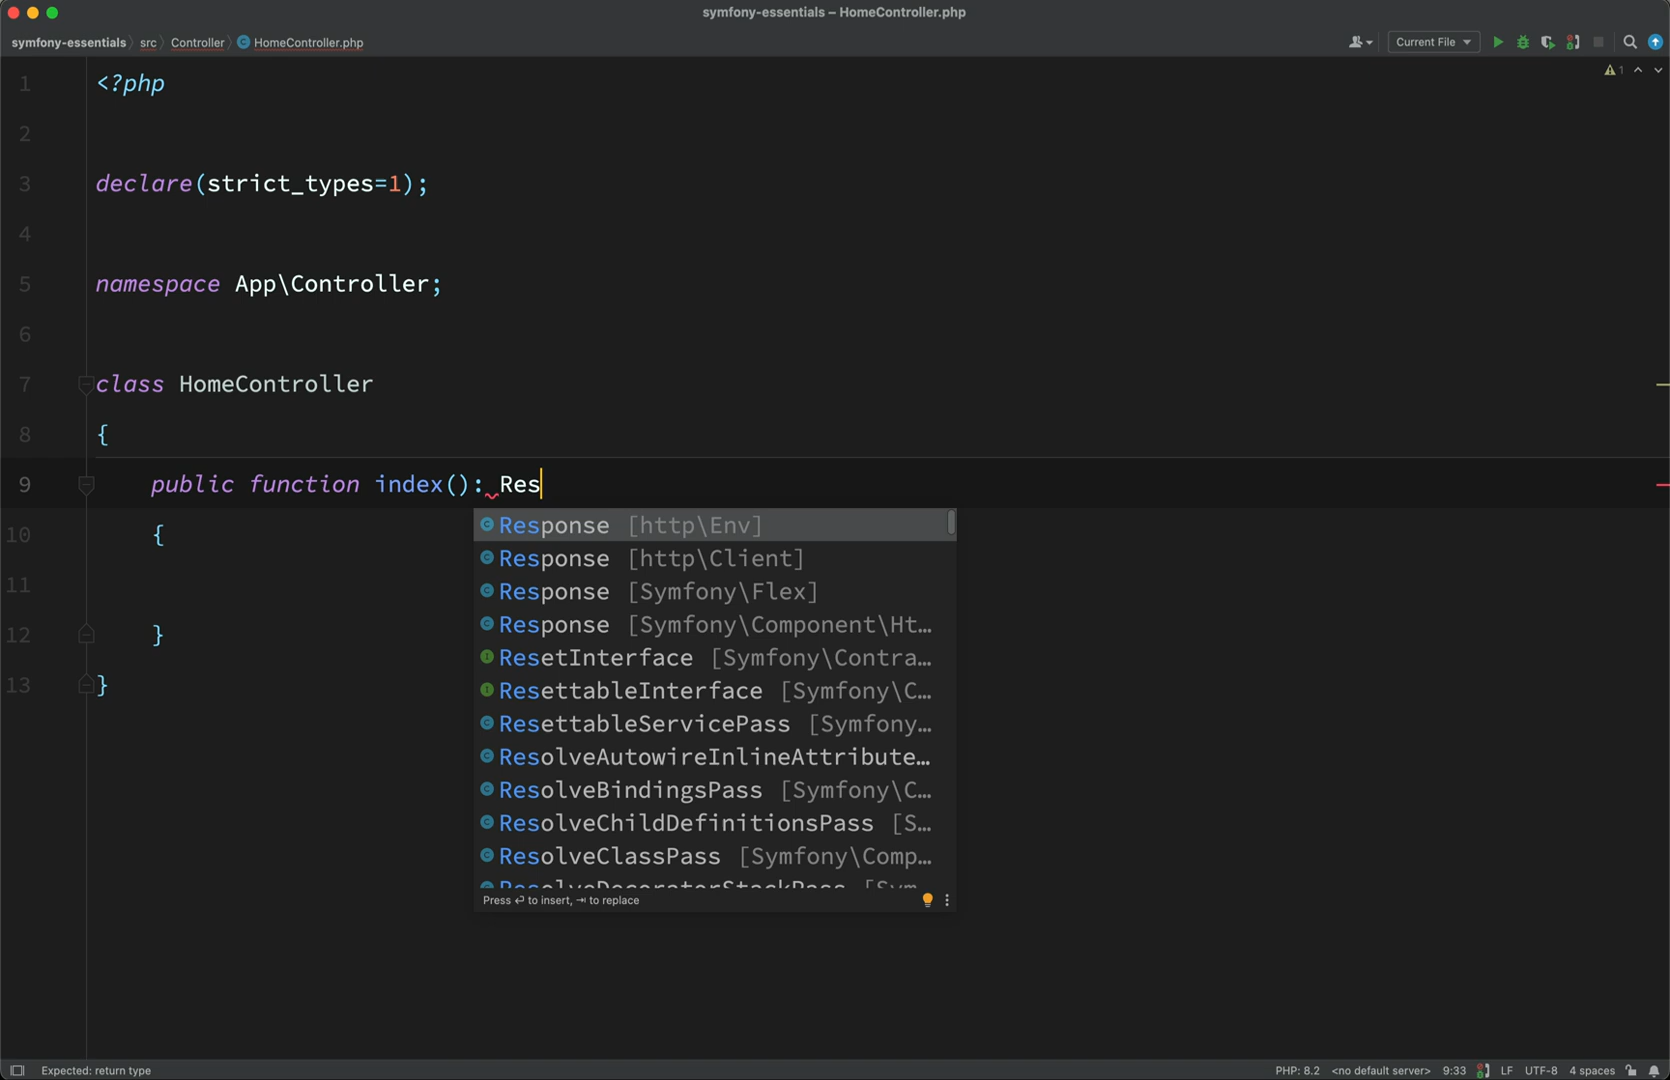 symfony-essentials – HomeController.php
symfony-essentials src Controller HomeController.php Current File
1 <?php 1
2
3 declare(strict_types=1);
4
5 namespace App\Controller;
6
7 class HomeController
8 {
9 public function index(): Res
10 {
11
12 }
13 }
Response [http\Env]
Response [http\Client]
Response [Symfony\Flex]
Response [Symfony\Component\Ht…
ResetInterface [Symfony\Contra…
ResettableInterface [Symfony\C…
ResettableServicePass [Symfony…
ResolveAutowireInlineAttribute…
ResolveBindingsPass [Symfony\C…
ResolveChildDefinitionsPass [S…
ResolveClassPass [Symfony\Comp…
ResolveDecoratorStackPass [Sym…
Press ↵ to insert, ⇥ to replace
Expected: return type PHP: 8.2 <no default server> 9:33 LF UTF-8 4 spaces